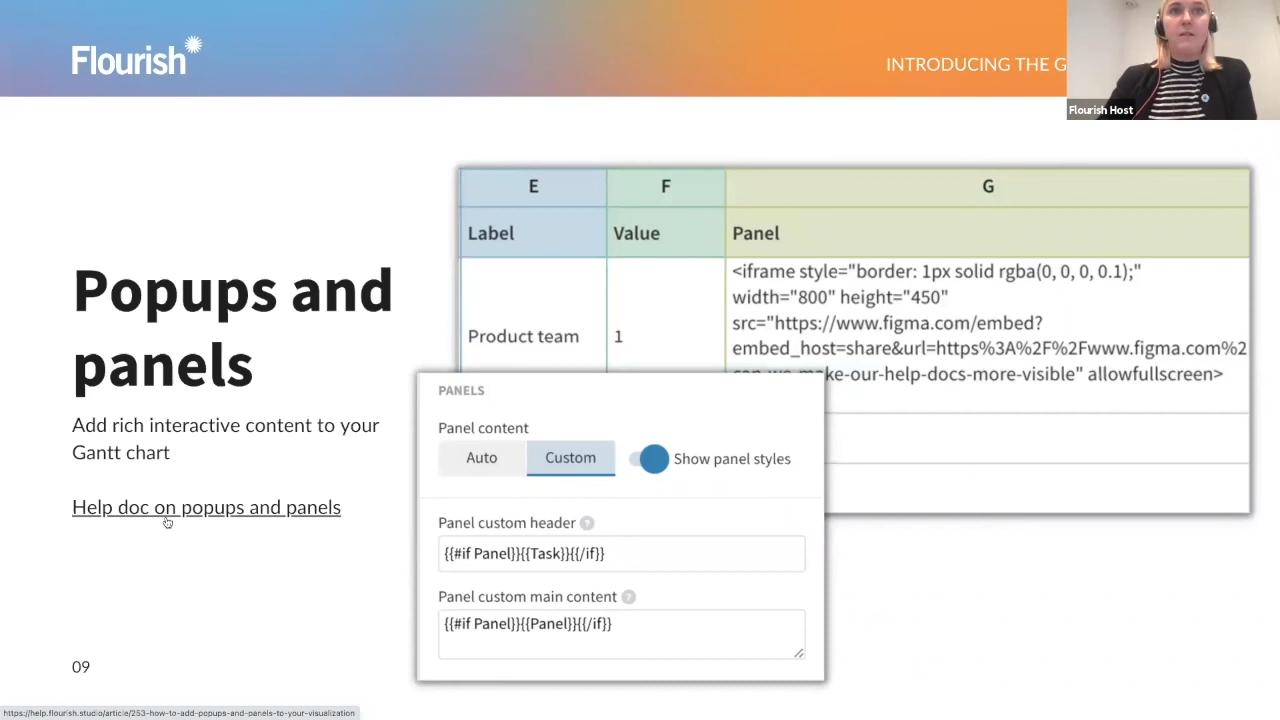 Flourish
INTRODUCING THE G
Flourish Host
E
F
G
Label
Value
Panel
Product team
1
<iframe style="border: 1px solid rgba(0, 0, 0, 0.1);"
width="800" height="450"
src="https://www.figma.com/embed?
embed_host=share&url=https%3A%2F%2Fwww.figma.com%2
can-we-make-our-help-docs-more-visible" allowfullscreen>
Popups and
panels
Add rich interactive content to your
Gantt chart
Help doc on popups and panels
PANELS
Panel content
Auto
Custom
Show panel styles
Panel custom header ?
{{#if Panel}}{{Task}}{{/if}}
Panel custom main content ?
{{#if Panel}}{{Panel}}{{/if}}
09
https://help.flourish.studio/article/253-how-to-add-popups-and-panels-to-your-visualization